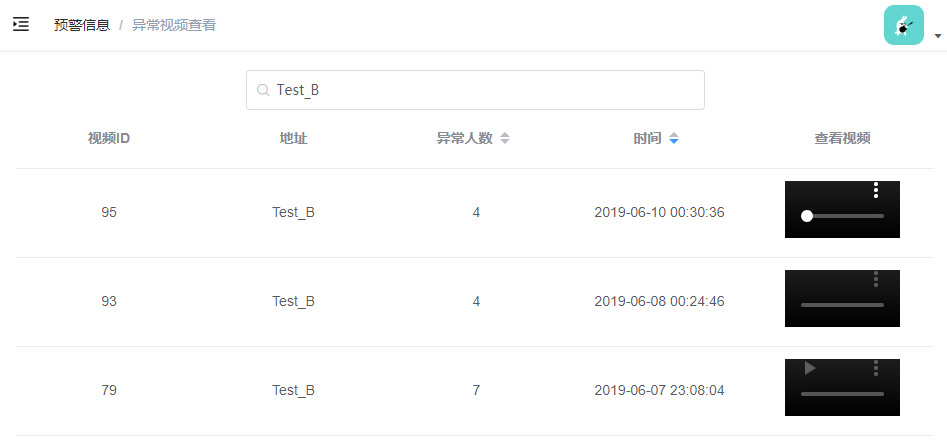 预警信息 / 异常视频查看
Test_B
视频ID 地址 异常人数 时间 查看视频
95 Test_B 4 2019-06-10 00:30:36
93 Test_B 4 2019-06-08 00:24:46
79 Test_B 7 2019-06-07 23:08:04